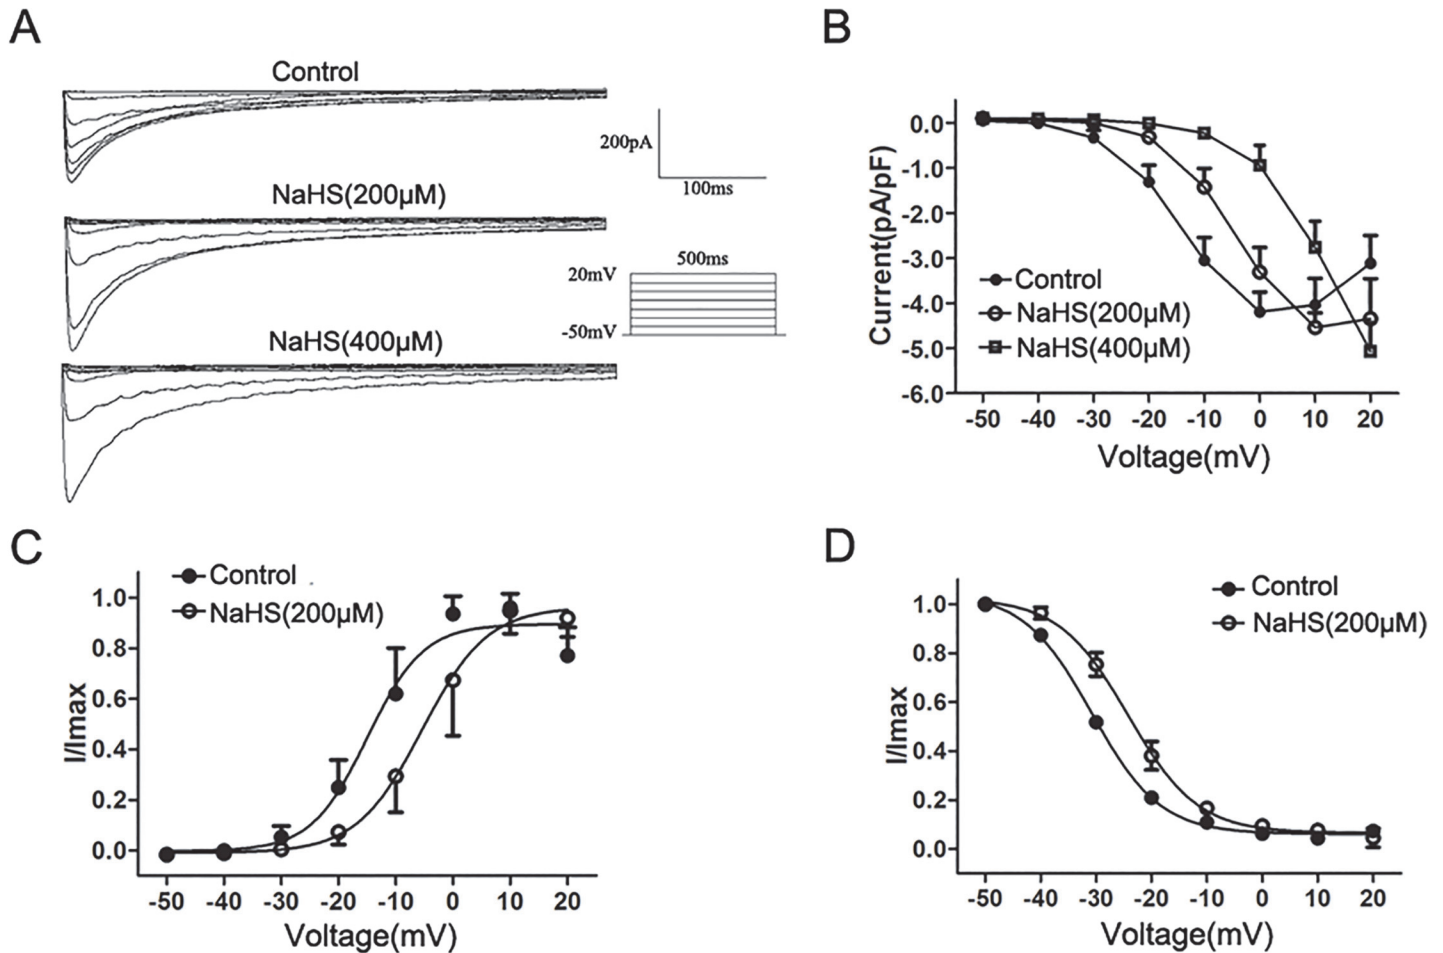 A
Control
200pA
100ms
NaHS(200μM)
500ms
20mV
-50mV
NaHS(400μM)
B
0.0
-1.0
-2.0
-3.0
-4.0
-5.0
-6.0
Current(pA/pF)
Control
NaHS(200μM)
NaHS(400μM)
-50 -40 -30 -20 -10 0 10 20
Voltage(mV)
C
Control
NaHS(200μM)
1.0
0.8
0.6
0.4
0.2
0.0
I/Imax
-50 -40 -30 -20 -10 0 10 20
Voltage(mV)
D
Control
NaHS(200μM)
1.0
0.8
0.6
0.4
0.2
0.0
I/Imax
-50 -40 -30 -20 -10 0 10 20
Voltage(mV)